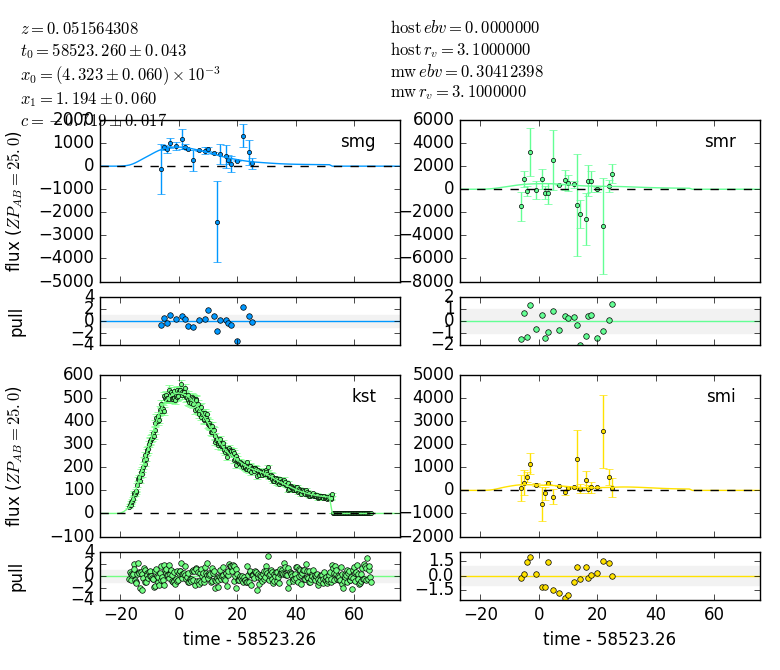 z = 0.051564308
t₀ = 58523.260 ± 0.043
x₀ = (4.323 ± 0.060) × 10⁻³
x₁ = 1.194 ± 0.060
c = −0.719 ± 0.017
host ebv = 0.0000000
host r_v = 3.1000000
mw ebv = 0.30412398
mw r_v = 3.1000000
smg
flux (ZP_AB = 25.0)
2000
1000
0
−1000
−2000
−3000
−4000
−5000
smr
6000
4000
2000
0
−2000
−4000
−6000
−8000
pull
4
2
0
−2
−4
2
1
0
−1
−2
kst
flux (ZP_AB = 25.0)
600
500
400
300
200
100
0
−100
smi
5000
4000
3000
2000
1000
0
−1000
−2000
pull
4
2
0
−2
−4
1.5
0.0
−1.5
−20 0 20 40 60
−20 0 20 40 60
time - 58523.26
time - 58523.26